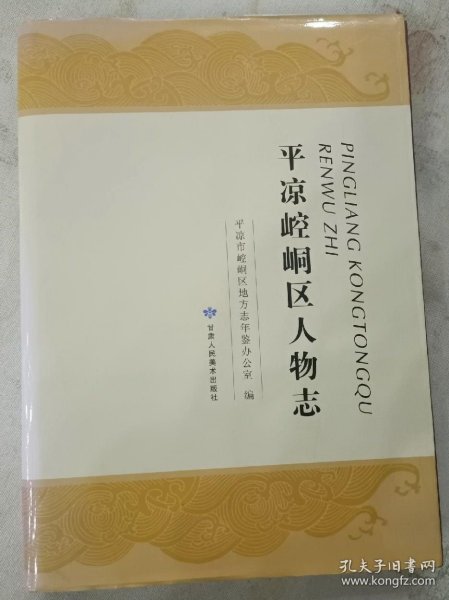 PINGLIANG KONGTONGQU
RENWU ZHI
平凉崆峒区人物志
平凉市崆峒区地方志年鉴办公室 编
甘肃人民美术出版社
孔夫子旧书网
www.kongfz.com